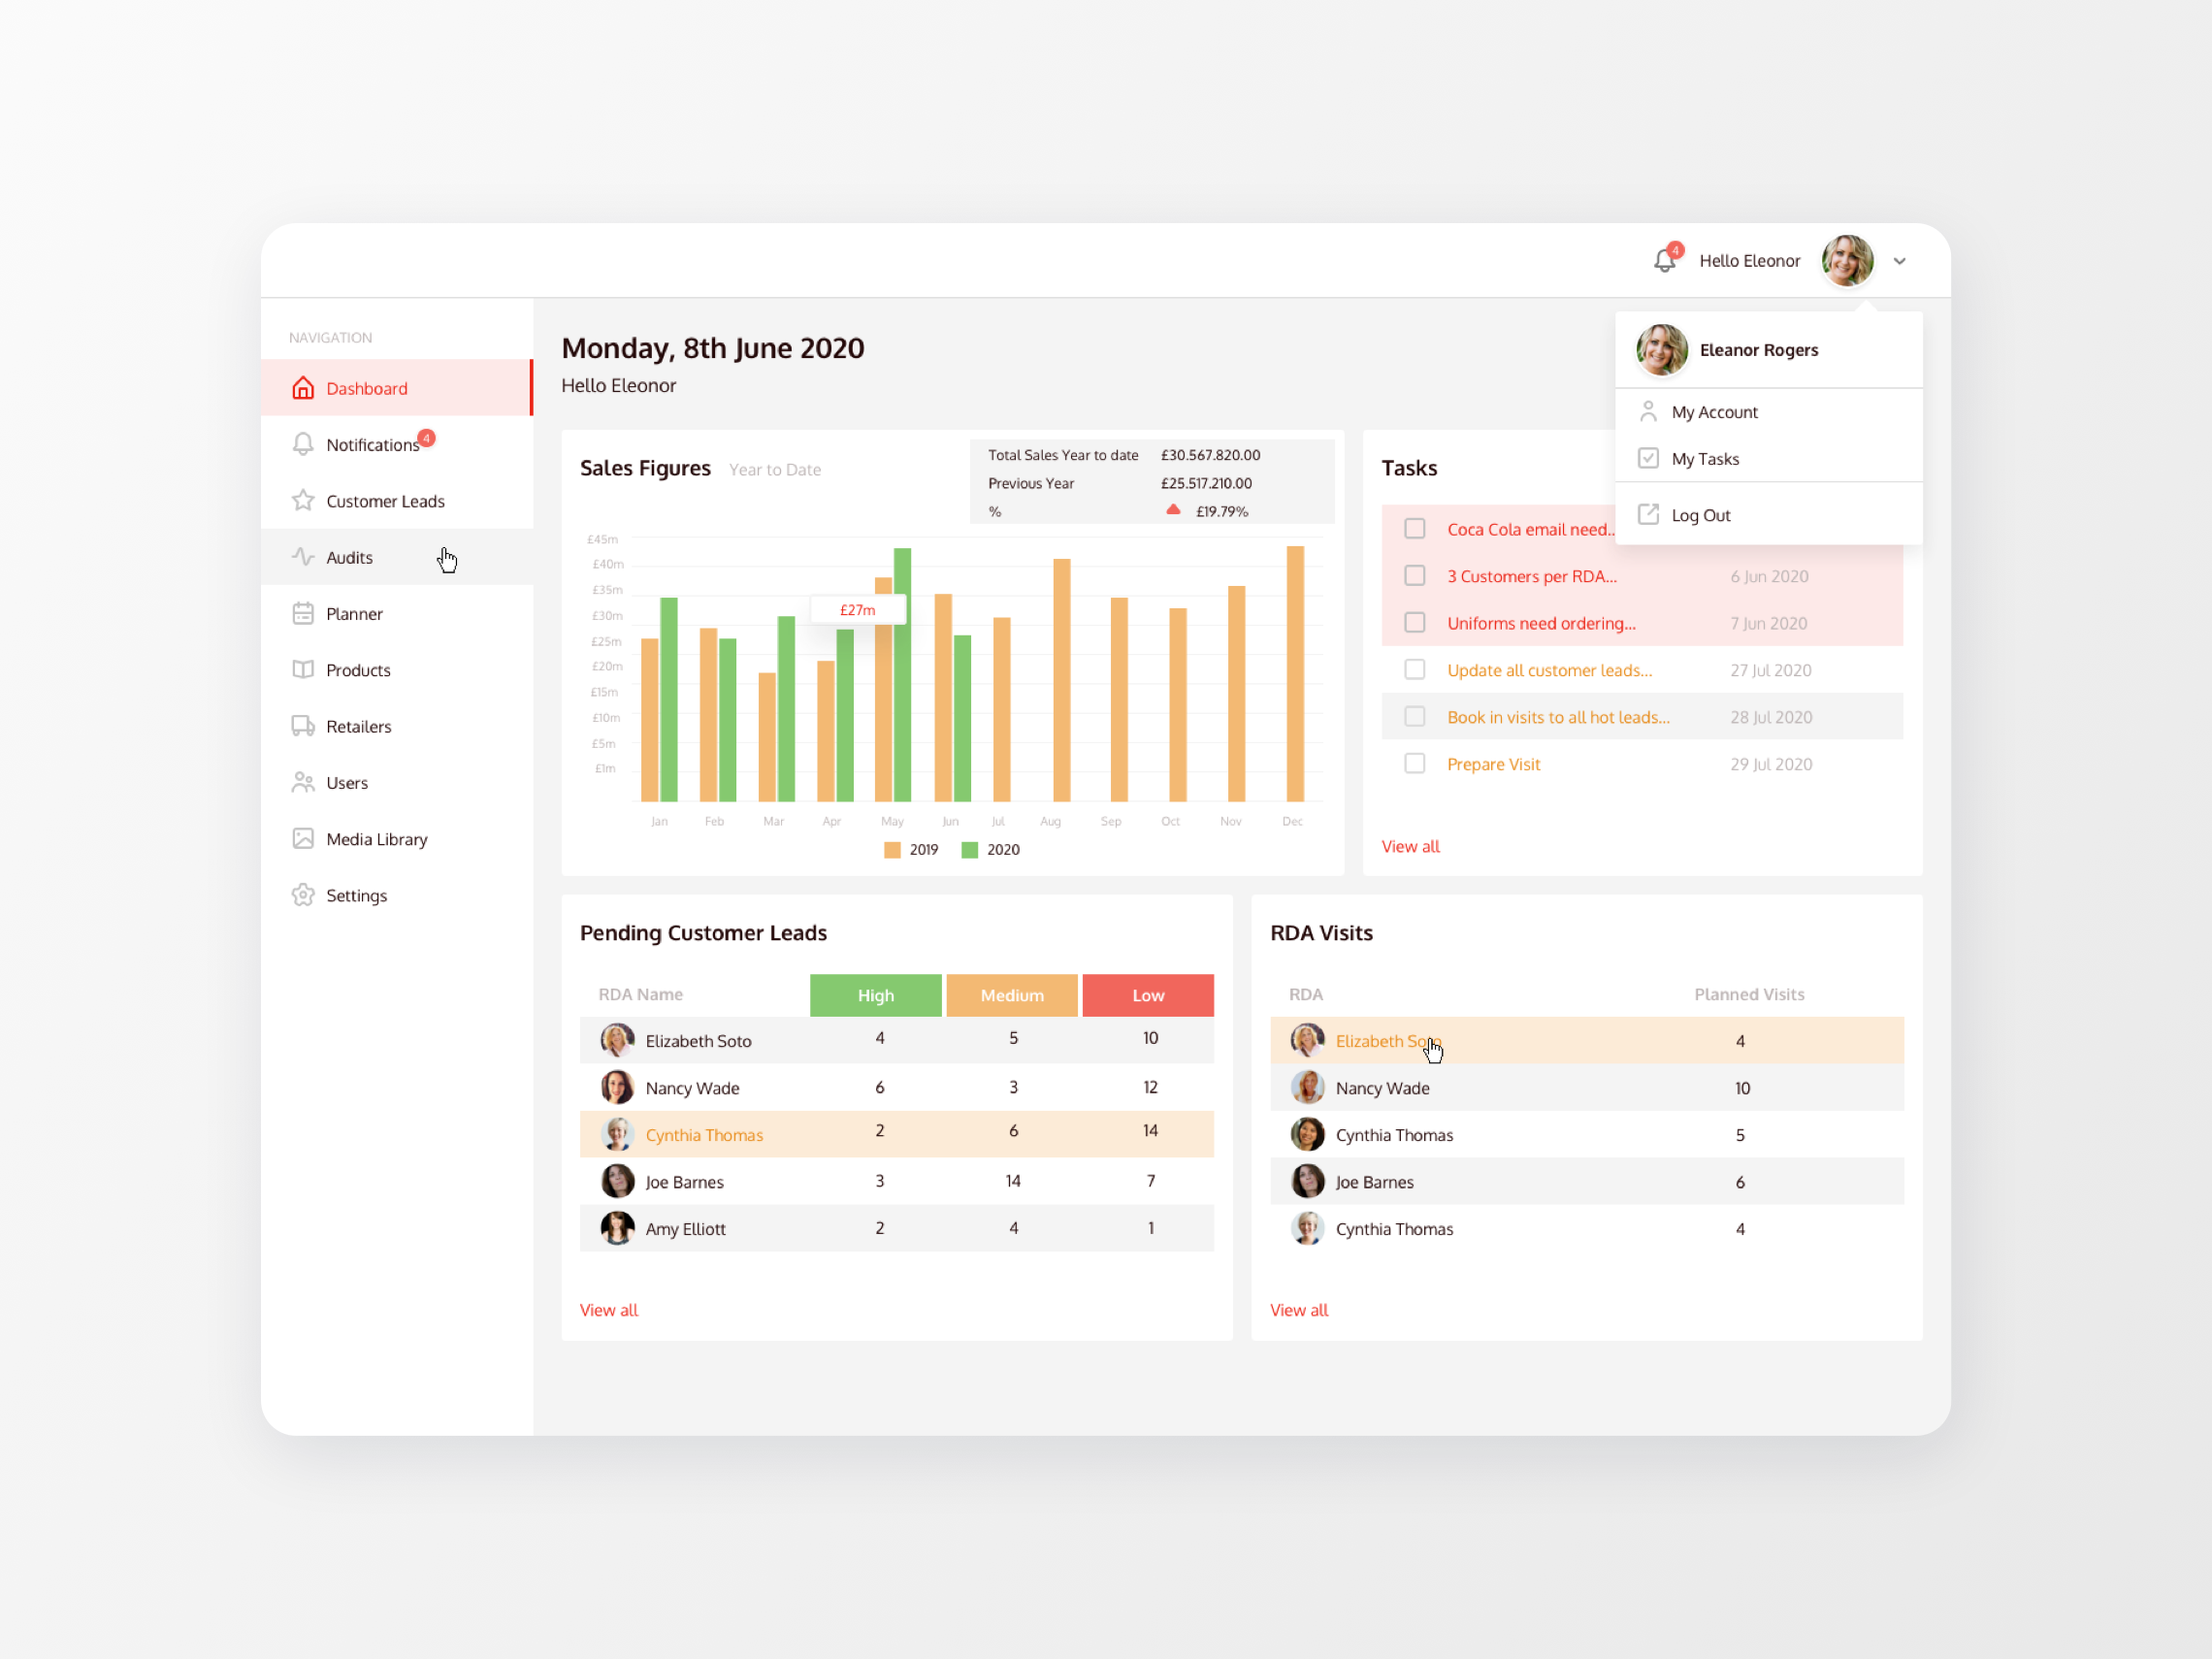 4
Hello Eleonor
NAVIGATION
Dashboard
Notifications 4
Customer Leads
Audits
Planner
Products
Retailers
Users
Media Library
Settings
Monday, 8th June 2020
Hello Eleonor
Eleanor Rogers
My Account
My Tasks
Log Out
Sales Figures Year to Date
Total Sales Year to date £30.567.820.00
Previous Year £25.517.210.00
% £19.79%
£45m
£40m
£35m
£30m
£25m
£20m
£15m
£10m
£5m
£1m
£27m
Jan Feb Mar Apr May Jun Jul Aug Sep Oct Nov Dec
2019 2020
Tasks
Coca Cola email need..
3 Customers per RDA... 6 Jun 2020
Uniforms need ordering... 7 Jun 2020
Update all customer leads... 27 Jul 2020
Book in visits to all hot leads... 28 Jul 2020
Prepare Visit 29 Jul 2020
View all
Pending Customer Leads
RDA Name High Medium Low
Elizabeth Soto 4 5 10
Nancy Wade 6 3 12
Cynthia Thomas 2 6 14
Joe Barnes 3 14 7
Amy Elliott 2 4 1
View all
RDA Visits
RDA Planned Visits
Elizabeth Soto 4
Nancy Wade 10
Cynthia Thomas 5
Joe Barnes 6
Cynthia Thomas 4
View all